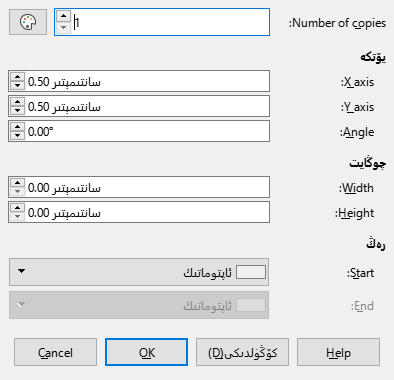 Number of copies:
1
يۆتكە
X axis:
0.50 سانتىمېتىر
Y axis:
0.50 سانتىمېتىر
Angle:
0.00°
چوڭايت
Width:
0.00 سانتىمېتىر
Height:
0.00 سانتىمېتىر
رەڭ
Start:
ئاپتوماتىك
End:
ئاپتوماتىك
Help
كۆڭۈلدىكى(D)
OK
Cancel